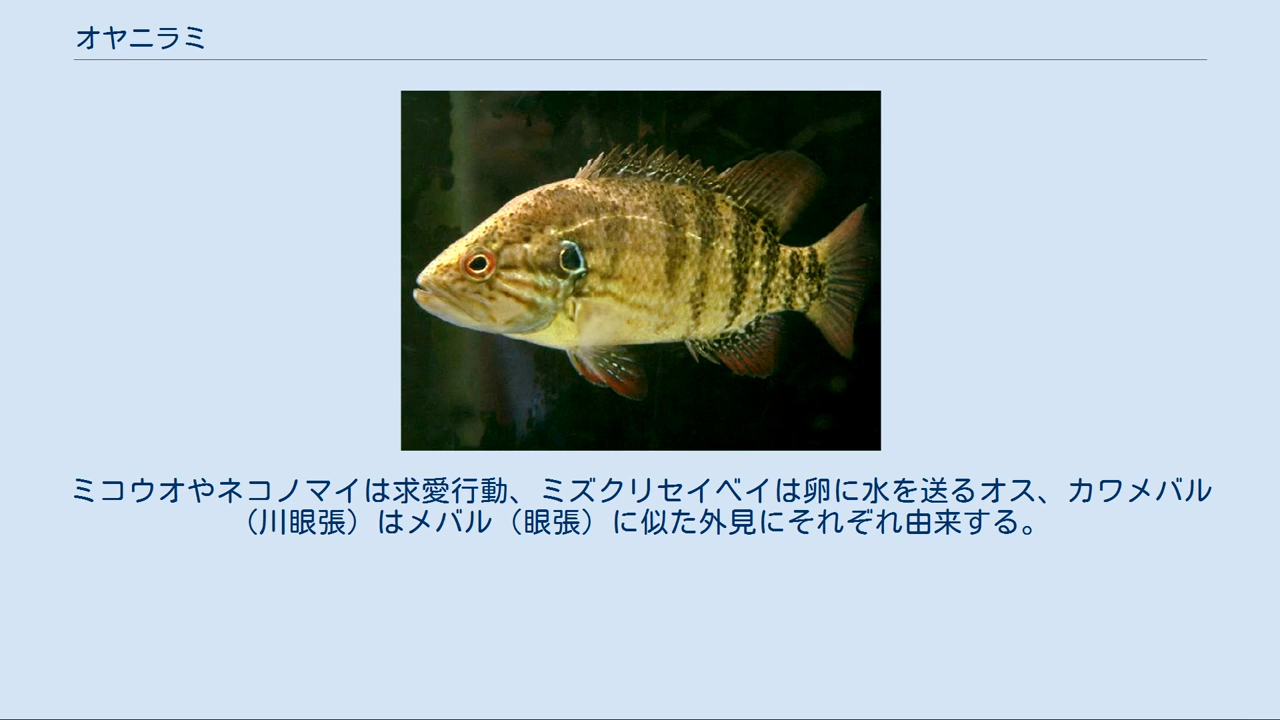 オヤニラミ
ミコウオやネコノマイは求愛行動、ミズクリセイベイは卵に水を送るオス、カワメバル
（川眼張）はメバル（眼張）に似た外見にそれぞれ由来する。